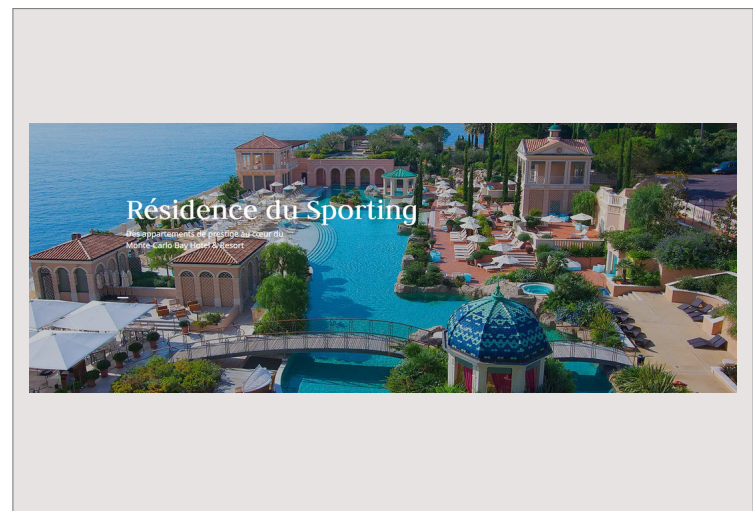 Résidence du Sporting
Des appartements de prestige au cœur du
Monte-Carlo Bay Hotel & Resort